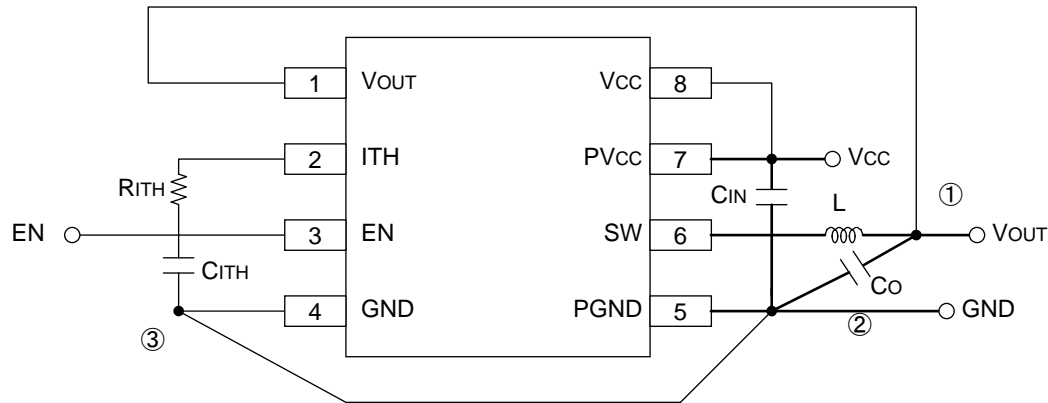 1 VOUT
2 ITH
3 EN
4 GND
VCC 8
PVCC 7
SW 6
PGND 5
RITH
CITH
EN
CIN
VCC
L
①
VOUT
CO
②
GND
③